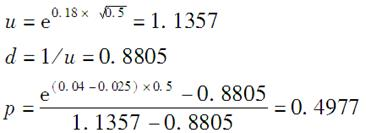 u = e^{0.18 × √0.5} = 1.1357
d = 1/u = 0.8805
p = \frac{e^{(0.04 - 0.025) × 0.5} - 0.8805}{1.1357 - 0.8805} = 0.4977